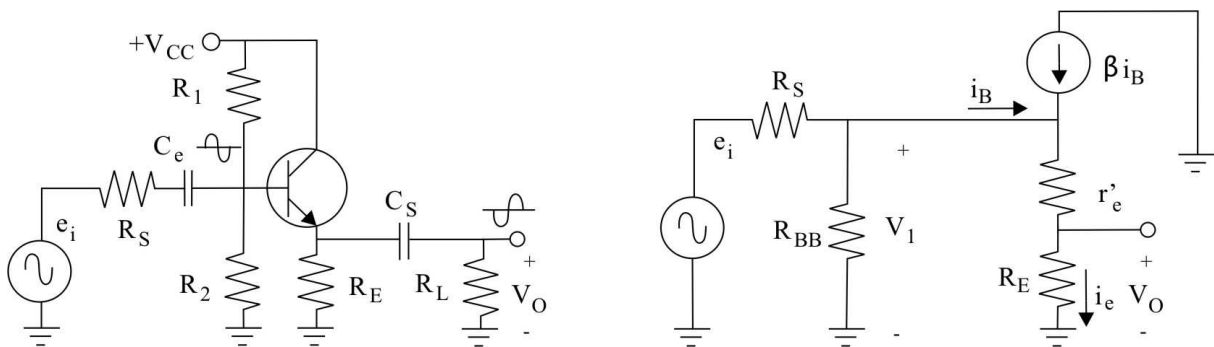 +V_CC
R_1
C_e
e_i
R_S
R_2
C_S
R_E
R_L
+
V_O
-
R_S
e_i
i_B
β i_B
+
R_BB
V_1
-
r'_e
R_E
i_e
+
V_O
-